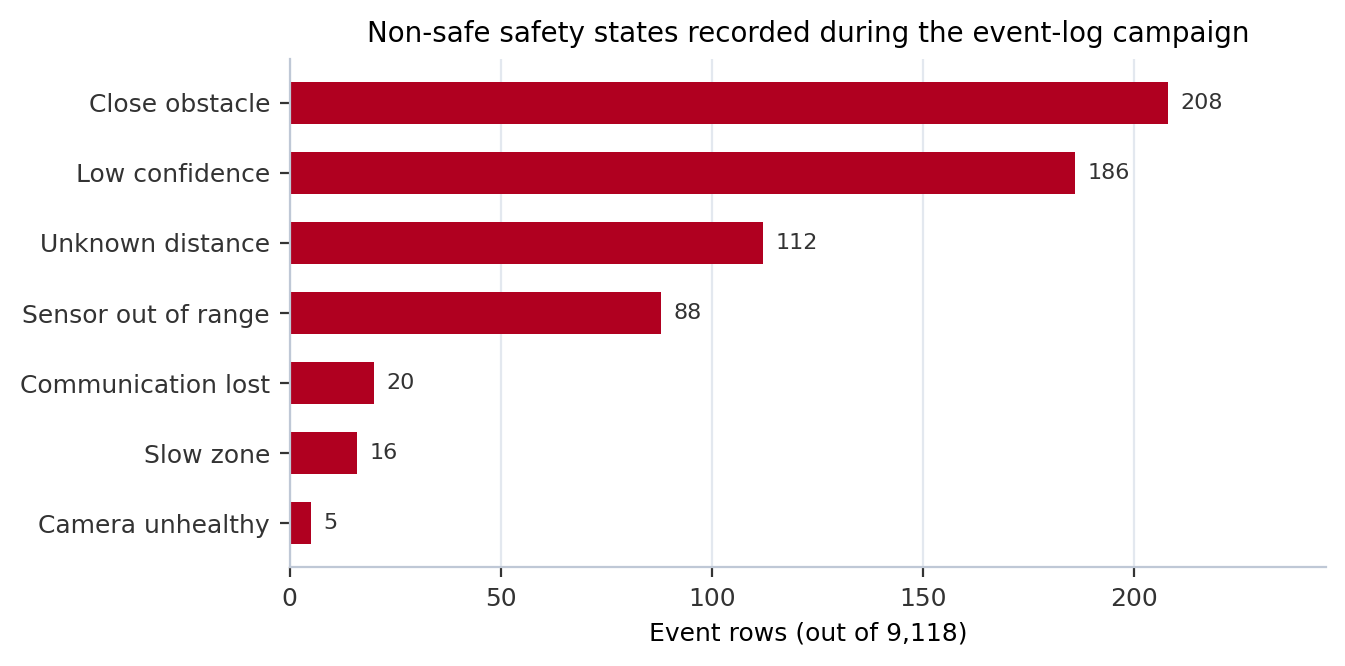 Non-safe safety states recorded during the event-log campaign
Close obstacle 208
Low confidence 186
Unknown distance 112
Sensor out of range 88
Communication lost 20
Slow zone 16
Camera unhealthy 5
0 50 100 150 200
Event rows (out of 9,118)